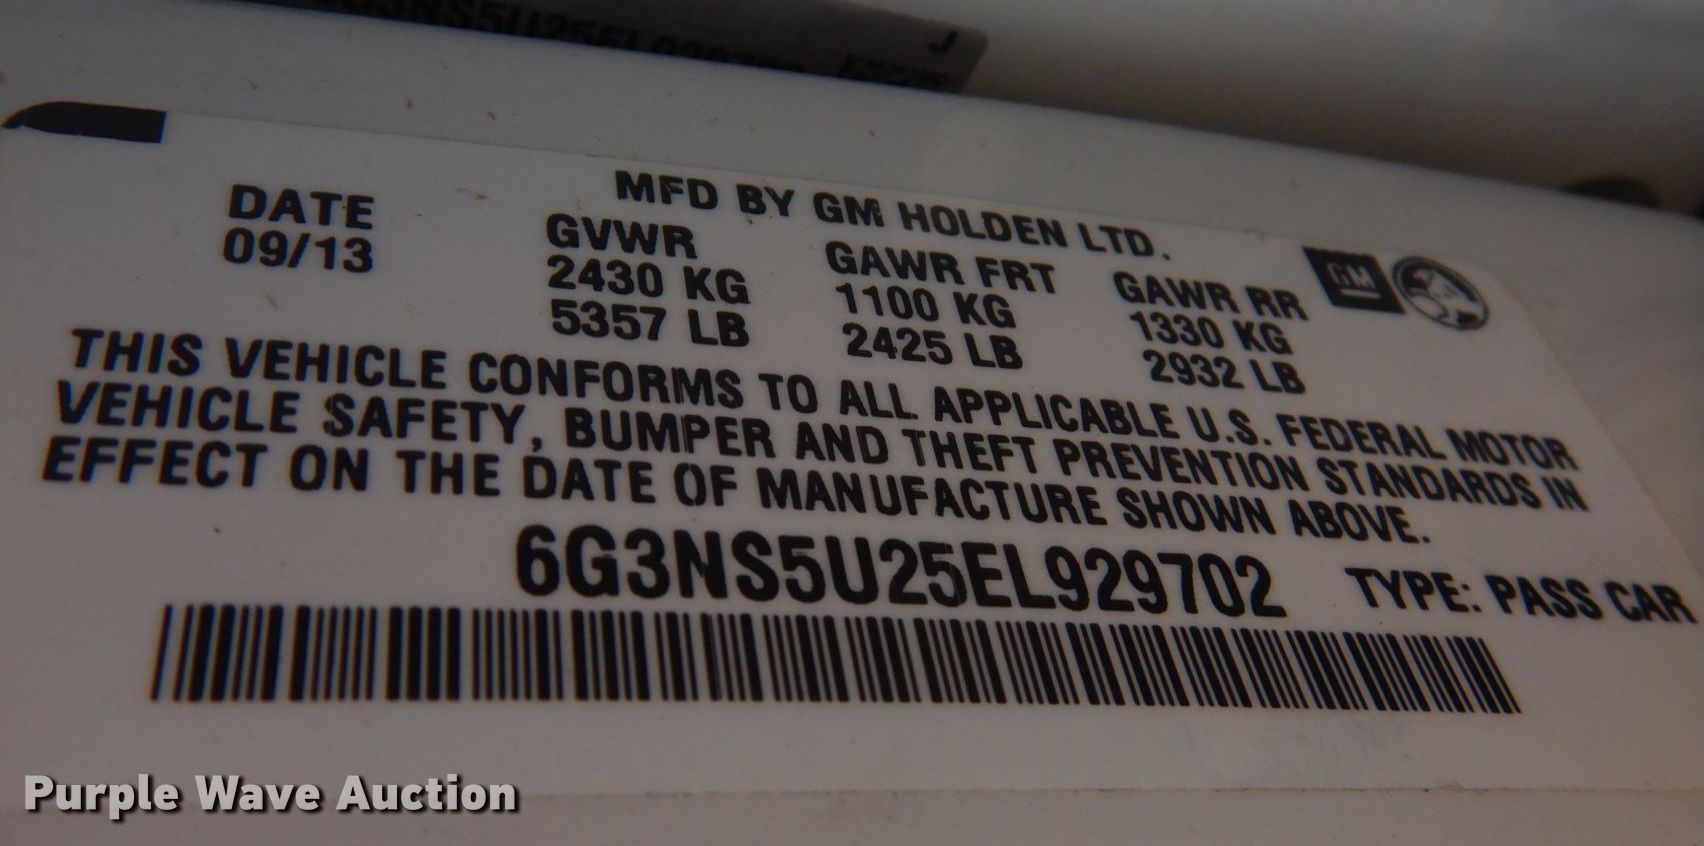 J
MFD BY GM HOLDEN LTD.
DATE
09/13
GVWR
2430 KG
5357 LB
GAWR FRT
1100 KG
2425 LB
GAWR RR
1330 KG
2932 LB
GM
THIS VEHICLE CONFORMS TO ALL APPLICABLE U.S. FEDERAL MOTOR
VEHICLE SAFETY, BUMPER AND THEFT PREVENTION STANDARDS IN
EFFECT ON THE DATE OF MANUFACTURE SHOWN ABOVE.
6G3NS5U25EL929702 TYPE: PASS CAR
Purple Wave Auction